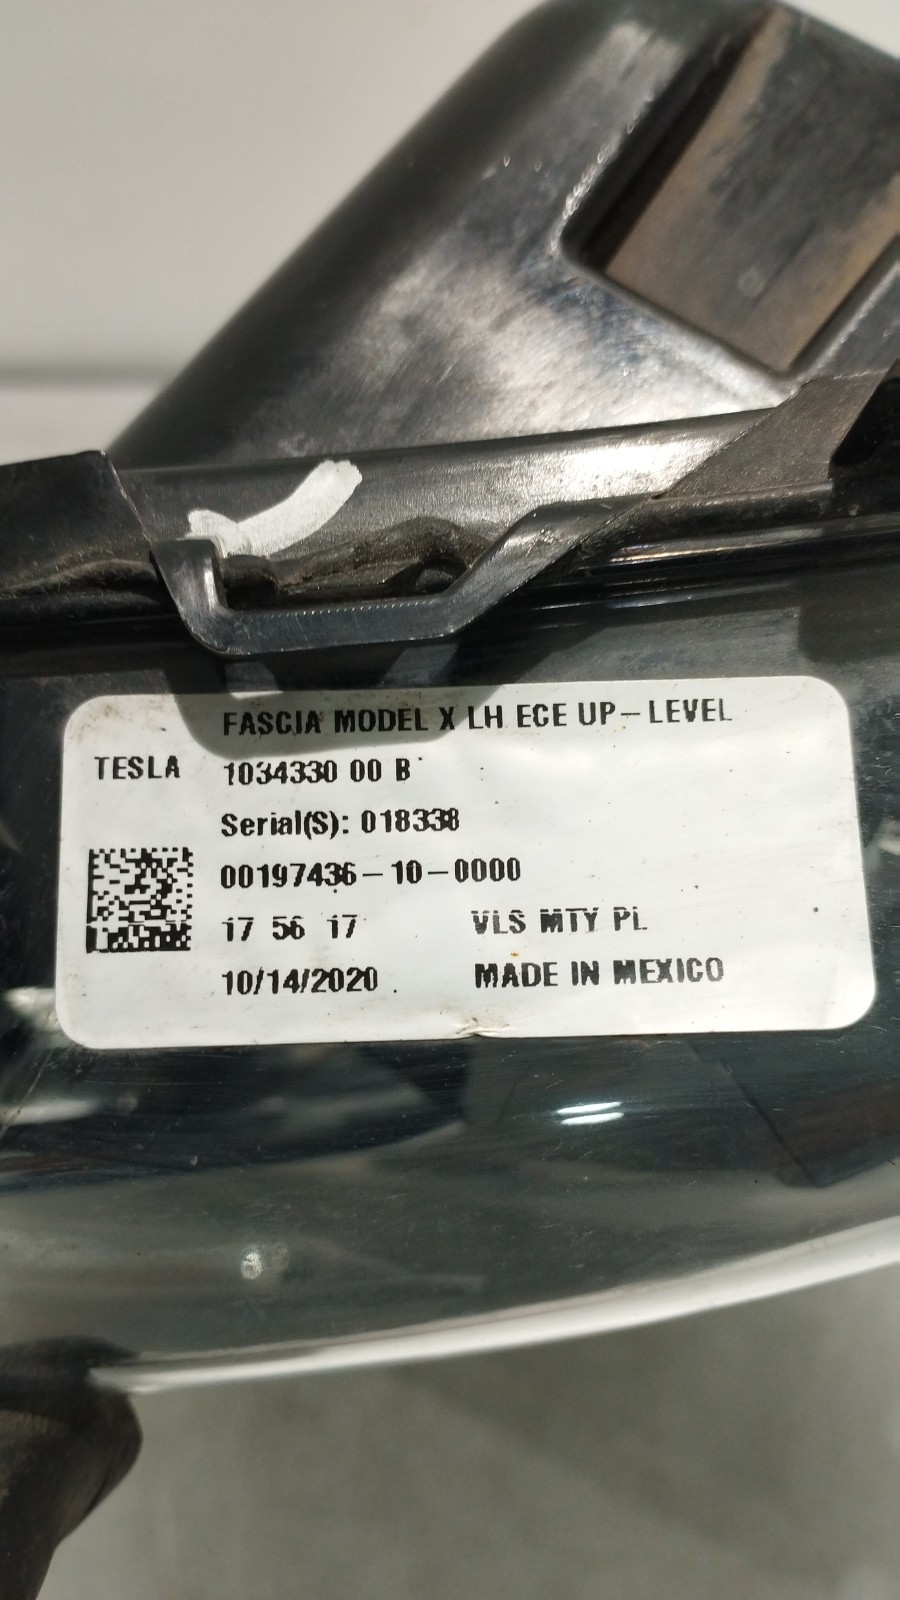 FASCIA MODEL X LH ECE UP-LEVEL
TESLA 1034330 00 B
Serial(S): 018338
00197436-10-0000
17 56 17 VLS MTY PL
10/14/2020 MADE IN MEXICO